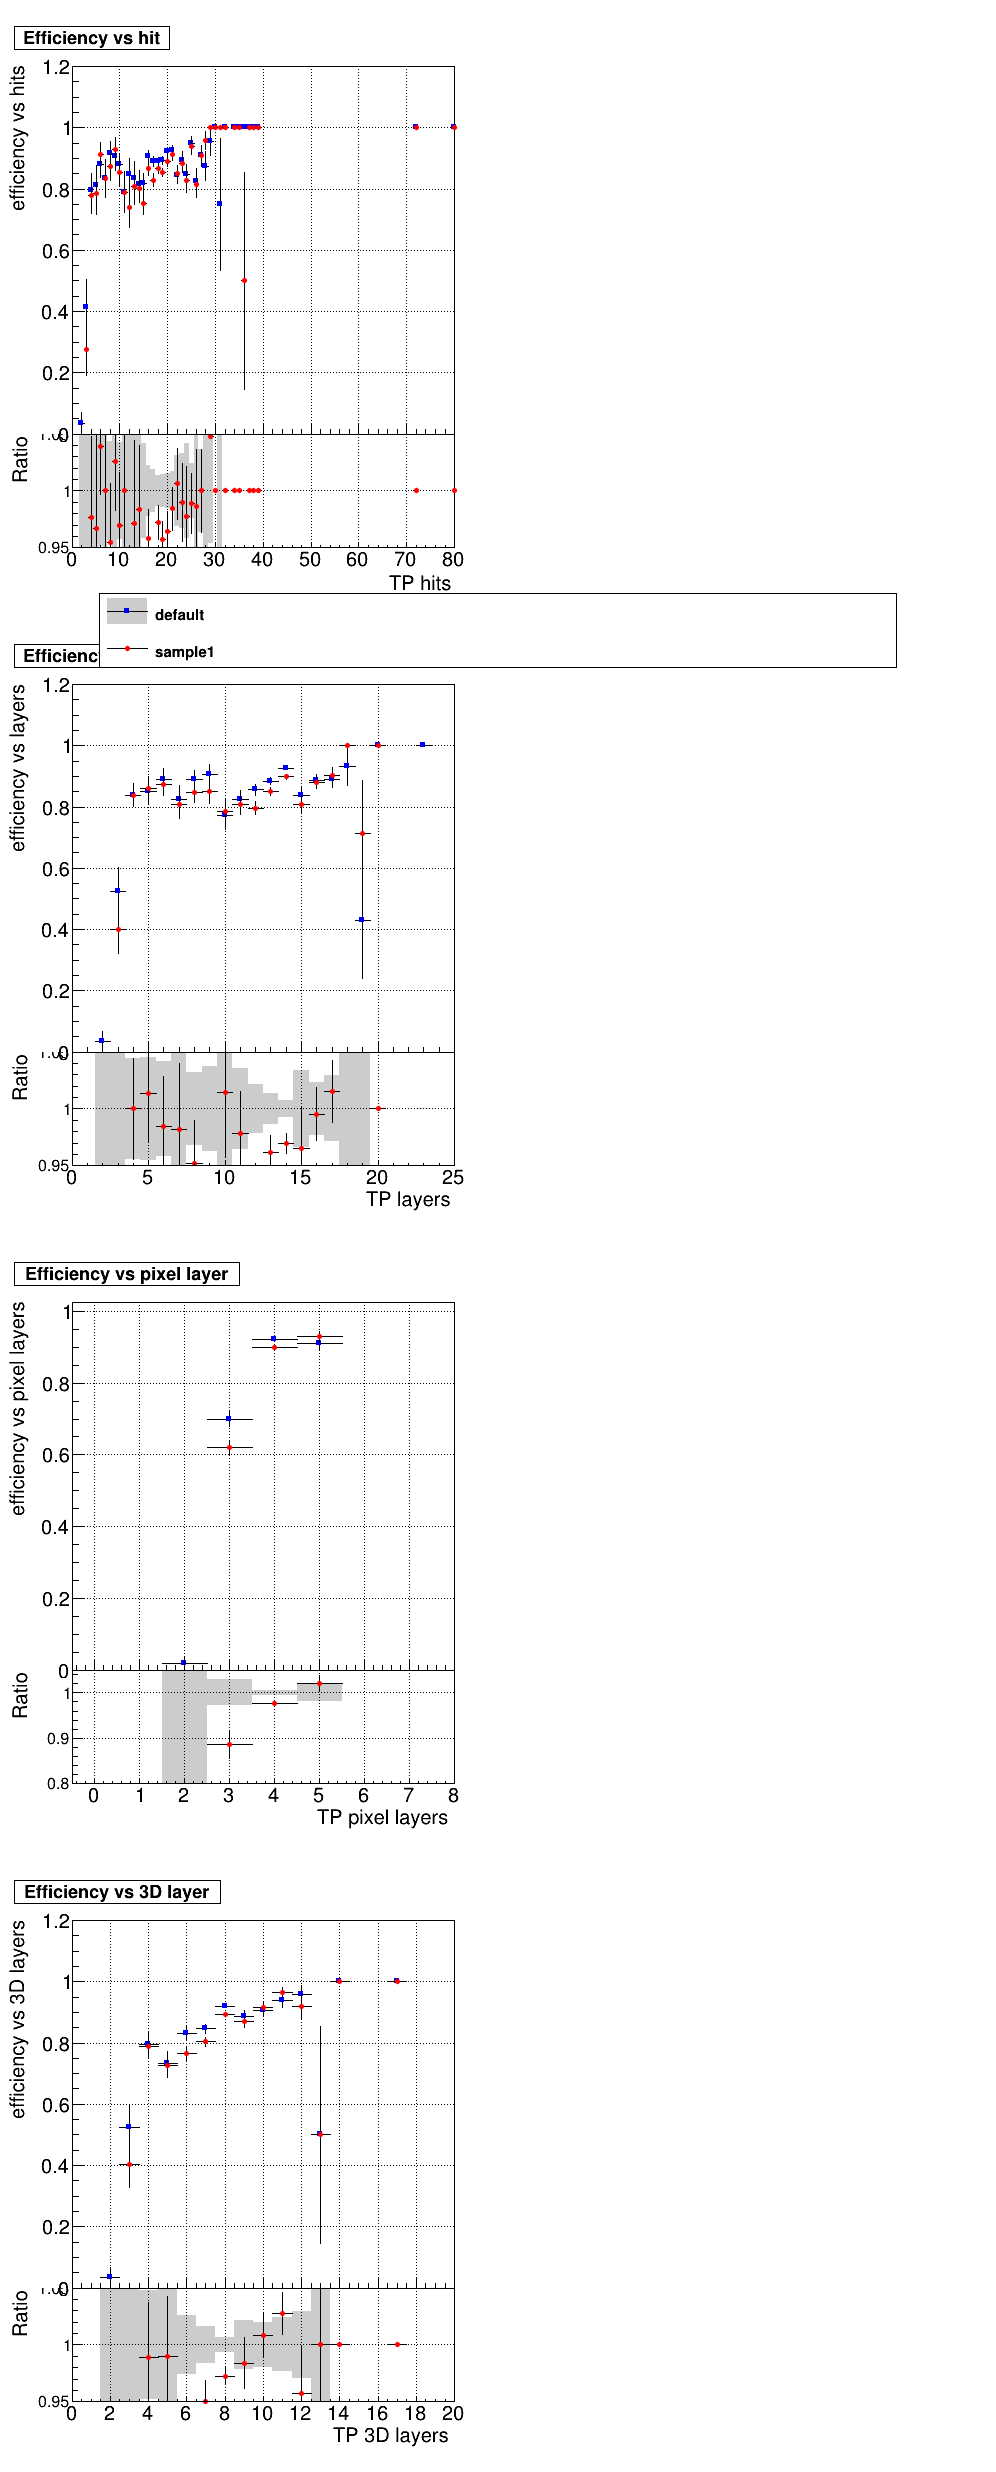 Efficiency vs hit
efficiency vs hits
1.2
1
0.8
0.6
0.4
0.2
0
Ratio
1
0.95
0 10 20 30 40 50 60 70 80
TP hits
default
sample1
Efficienc
efficiency vs layers
1.2
1
0.8
0.6
0.4
0.2
0
Ratio
1
0.95
0 5 10 15 20 25
TP layers
Efficiency vs pixel layer
efficiency vs pixel layers
1
0.8
0.6
0.4
0.2
0
Ratio
1
0.9
0.8
0 1 2 3 4 5 6 7 8
TP pixel layers
Efficiency vs 3D layer
efficiency vs 3D layers
1.2
1
0.8
0.6
0.4
0.2
0
Ratio
1
0.95
0 2 4 6 8 10 12 14 16 18 20
TP 3D layers